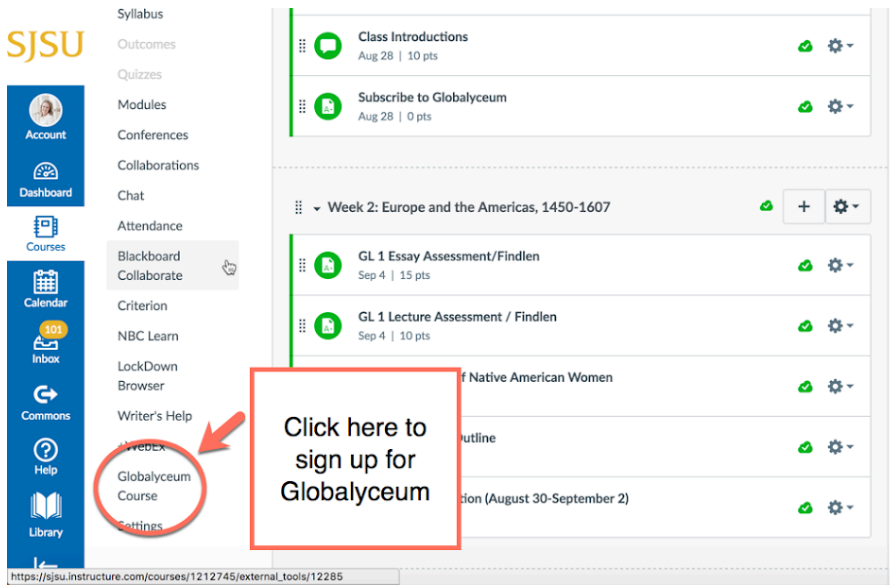 SJSU
Account
Dashboard
Courses
Calendar
101
Inbox
Commons
Help
Library
Syllabus
Outcomes
Quizzes
Modules
Conferences
Collaborations
Chat
Attendance
Blackboard
Collaborate
Criterion
NBC Learn
LockDown
Browser
Writer's Help
+WebEx
Globalyceum
Course
Settings
Class Introductions
Aug 28 | 10 pts
Subscribe to Globalyceum
Aug 28 | 0 pts
Week 2: Europe and the Americas, 1450-1607
GL 1 Essay Assessment/Findlen
Sep 4 | 15 pts
GL 1 Lecture Assessment / Findlen
Sep 4 | 10 pts
f Native American Women
Outline
tion (August 30-September 2)
Click here to
sign up for
Globalyceum
https://sjsu.instructure.com/courses/1212745/external_tools/12285